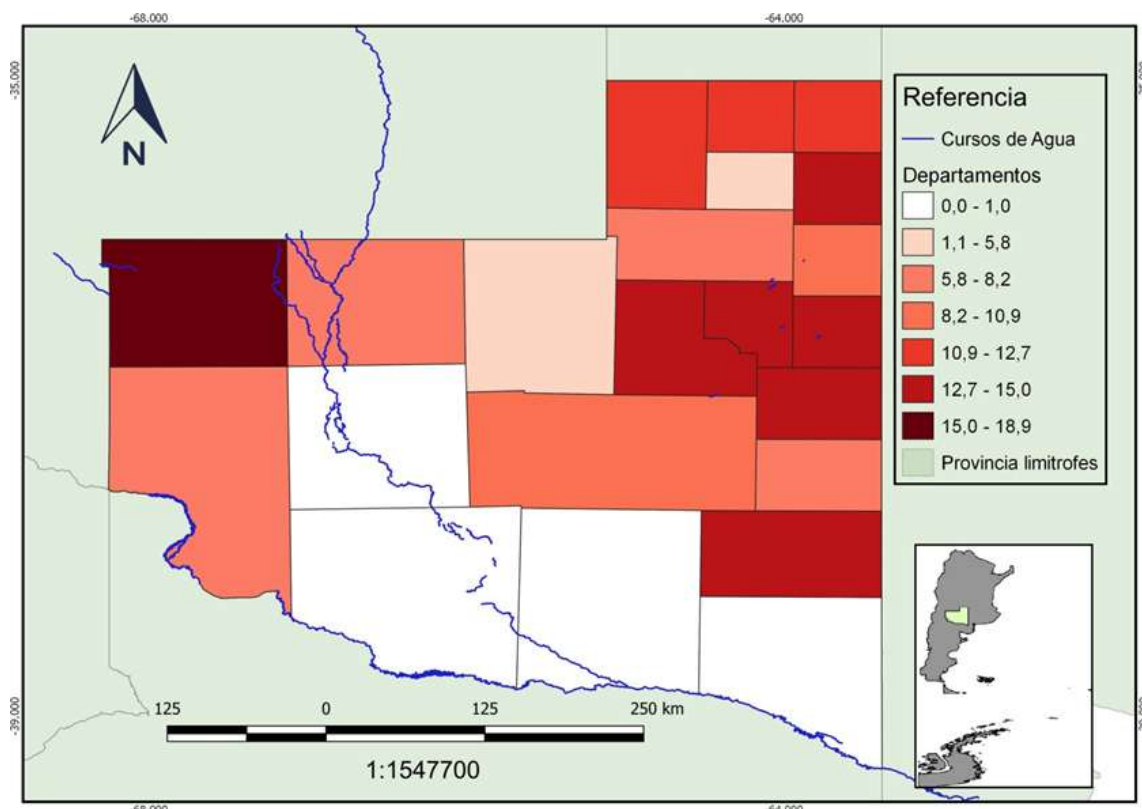 -68.000
-64.000
-35.000
N
Referencia
Cursos de Agua
Departamentos
0,0 - 1,0
1,1 - 5,8
5,8 - 8,2
8,2 - 10,9
10,9 - 12,7
12,7 - 15,0
15,0 - 18,9
Provincia limitrofes
-39.000
125 0 125 250 km
1:1547700
-68.000
-64.000